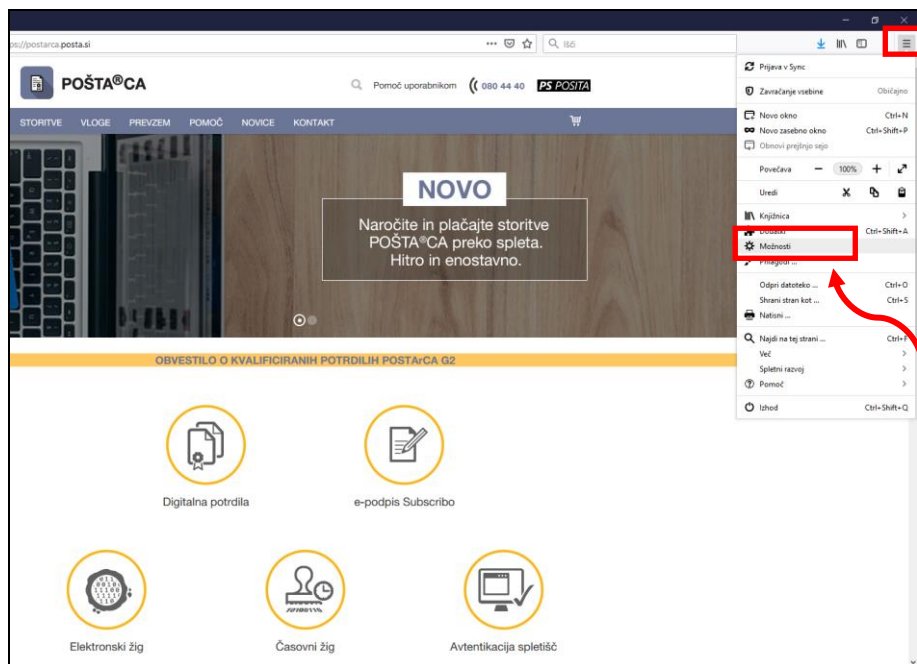 ps://postarca.posta.si
Išči
POŠTA®CA
Pomoč uporabnikom
080 44 40
PS POSITA
STORITVE VLOGE PREVZEM POMOČ NOVICE KONTAKT
NOVO
Naročite in plačajte storitve
POŠTA®CA preko spleta.
Hitro in enostavno.
OBVESTILO O KVALIFICIRANIH POTRDILIH POSTArCA G2
Digitalna potrdila
e-podpis Subscribo
Elektronski žig
Časovni žig
Avtentikacija spletišč
Prijava v Sync
Zavračanje vsebine Običajno
Novo okno Ctrl+N
Novo zasebno okno Ctrl+Shift+P
Obnovi prejšnjo sejo
Povečava 100%
Uredi
Knjižnica
Dodatki Ctrl+Shift+A
Možnosti
Prilagodi ...
Odpri datoteko ... Ctrl+O
Shrani stran kot ... Ctrl+S
Natisni ...
Najdi na tej strani ... Ctrl+F
Več
Spletni razvoj
Pomoč
Izhod Ctrl+Shift+Q